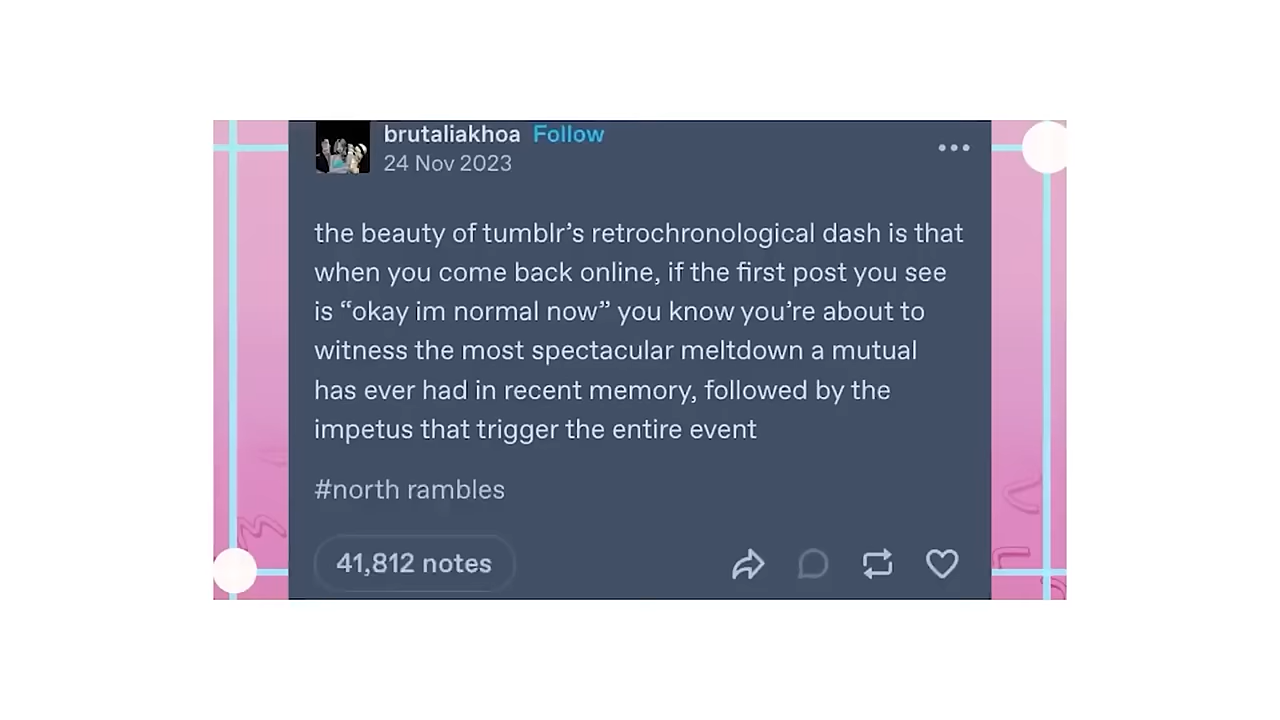 brutaliakhoa Follow
24 Nov 2023
the beauty of tumblr’s retrochronological dash is that
when you come back online, if the first post you see
is “okay im normal now” you know you’re about to
witness the most spectacular meltdown a mutual
has ever had in recent memory, followed by the
impetus that trigger the entire event
#north rambles
41,812 notes